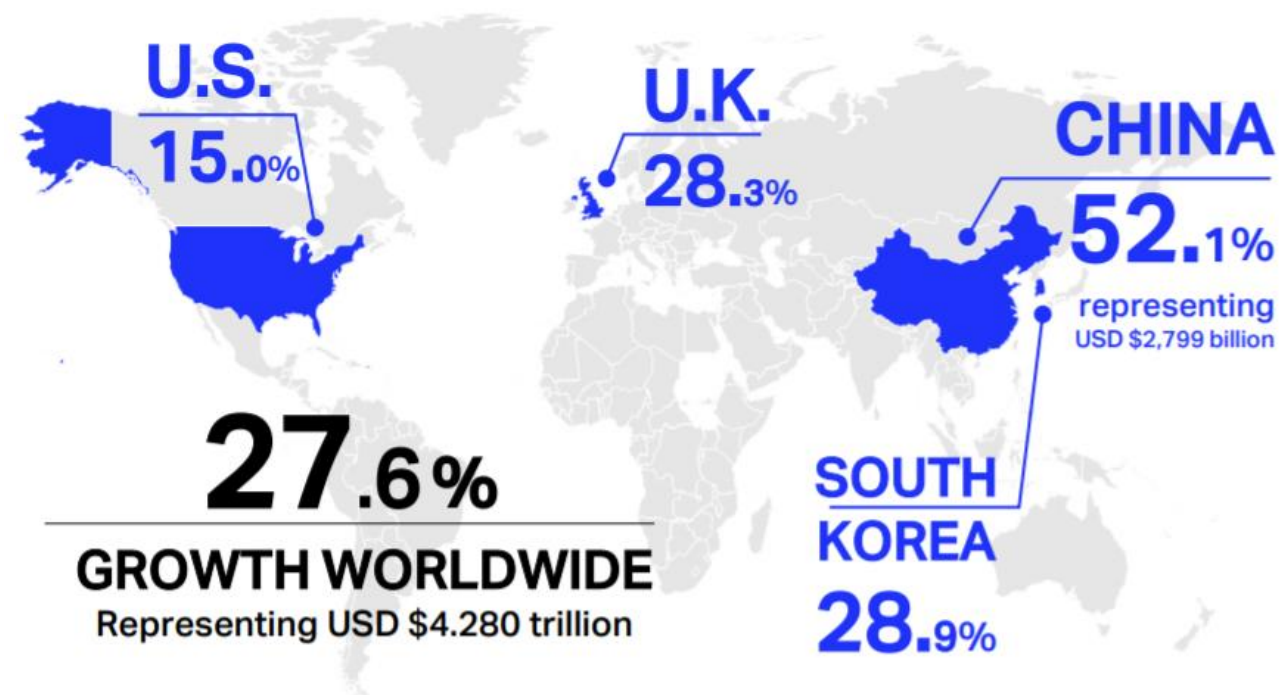 U.S.
15.0%
U.K.
28.3%
CHINA
52.1%
representing
USD $2,799 billion
27.6%
GROWTH WORLDWIDE
Representing USD $4.280 trillion
SOUTH
KOREA
28.9%